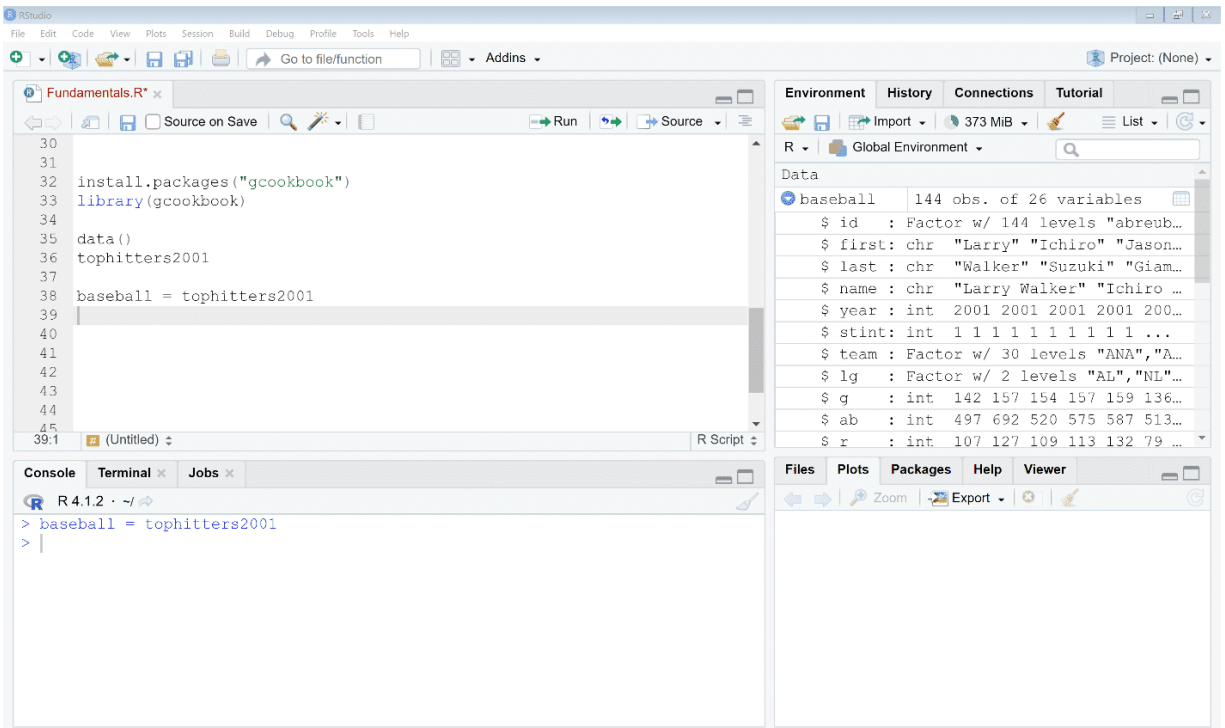 RStudio
File Edit Code View Plots Session Build Debug Profile Tools Help
Go to file/function Addins Project: (None)
Fundamentals.R*
Source on Save Run Source
30
31
32 install.packages("gcookbook")
33 library(gcookbook)
34
35 data()
36 tophitters2001
37
38 baseball = tophitters2001
39
40
41
42
43
44
45
39:1 # (Untitled) R Script
Console Terminal Jobs
R R 4.1.2 · ~/
> baseball = tophitters2001
>
Environment History Connections Tutorial
Import 373 MiB List
R Global Environment
Data
baseball 144 obs. of 26 variables
$ id : Factor w/ 144 levels "abreub…
$ first: chr "Larry" "Ichiro" "Jason…
$ last : chr "Walker" "Suzuki" "Giam…
$ name : chr "Larry Walker" "Ichiro …
$ year : int 2001 2001 2001 2001 200…
$ stint: int 1 1 1 1 1 1 1 1 1 1 ...
$ team : Factor w/ 30 levels "ANA","A…
$ lg : Factor w/ 2 levels "AL","NL"…
$ g : int 142 157 154 157 159 136…
$ ab : int 497 692 520 575 587 513…
$ r : int 107 127 109 113 132 79 …
Files Plots Packages Help Viewer
Zoom Export